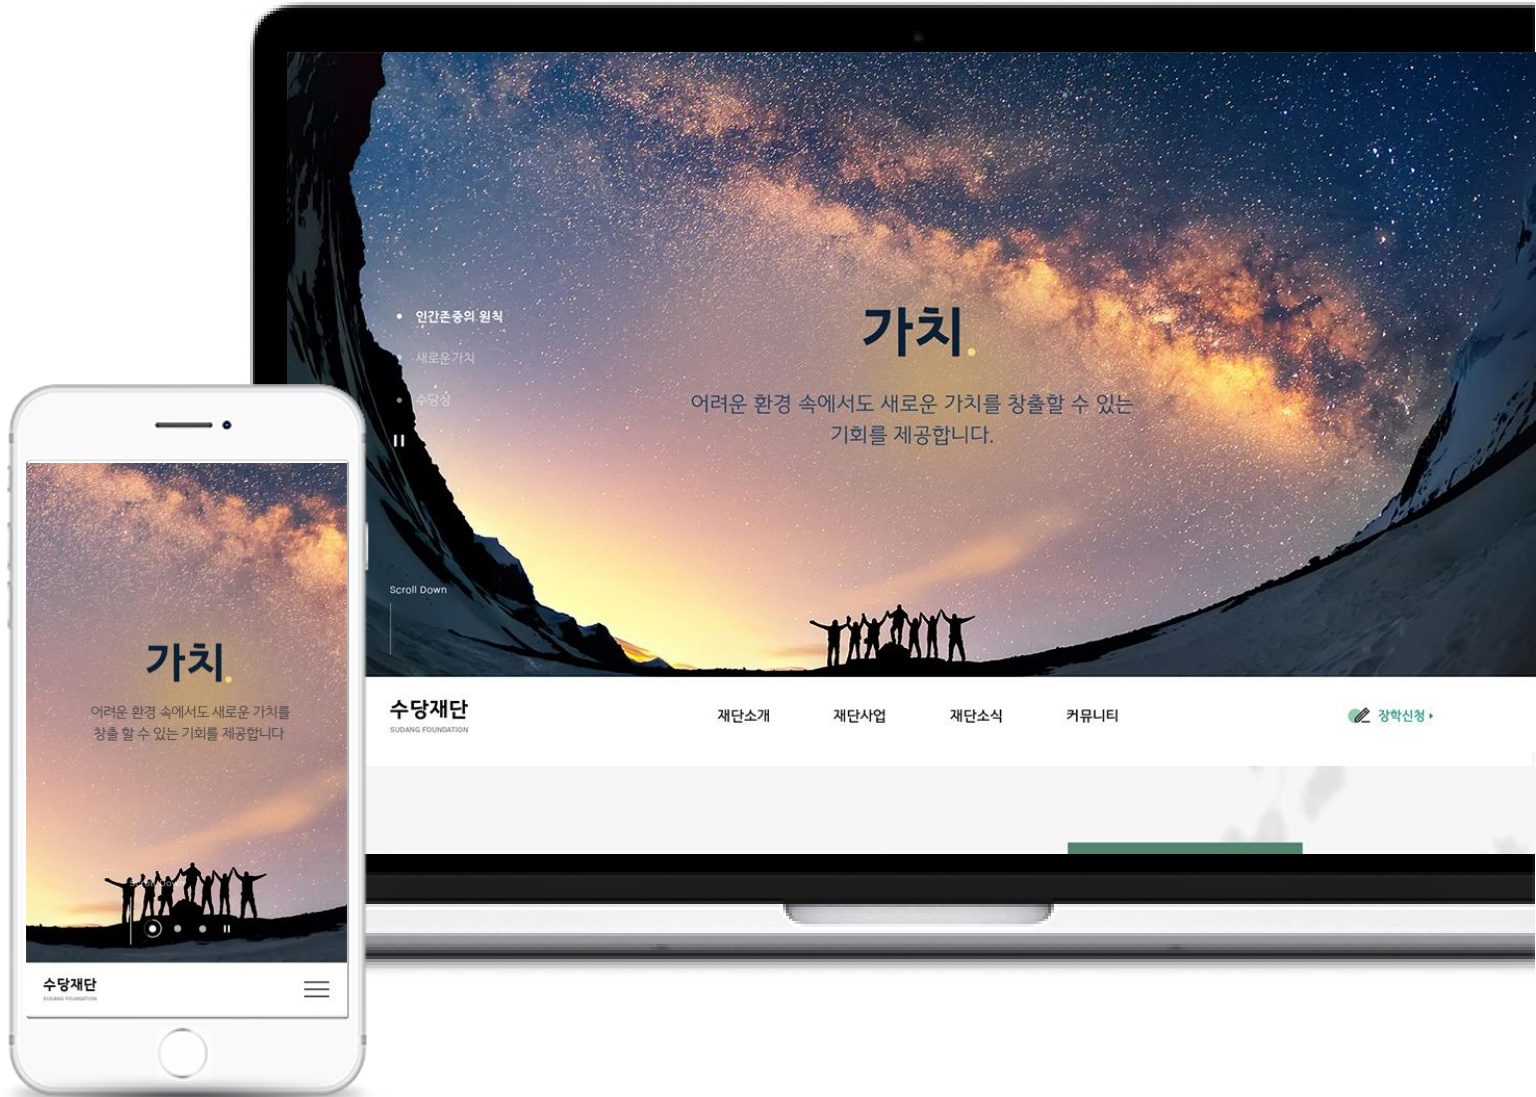 인간존중의 원칙
새로운가치
수당상
가치.
어려운 환경 속에서도 새로운 가치를 창출할 수 있는
기회를 제공합니다.
Scroll Down
수당재단
SUDANG FOUNDATION
재단소개
재단사업
재단소식
커뮤니티
장학신청
가치.
어려운 환경 속에서도 새로운 가치를
창출 할 수 있는 기회를 제공합니다
Scroll Down
수당재단
SUDANG FOUNDATION